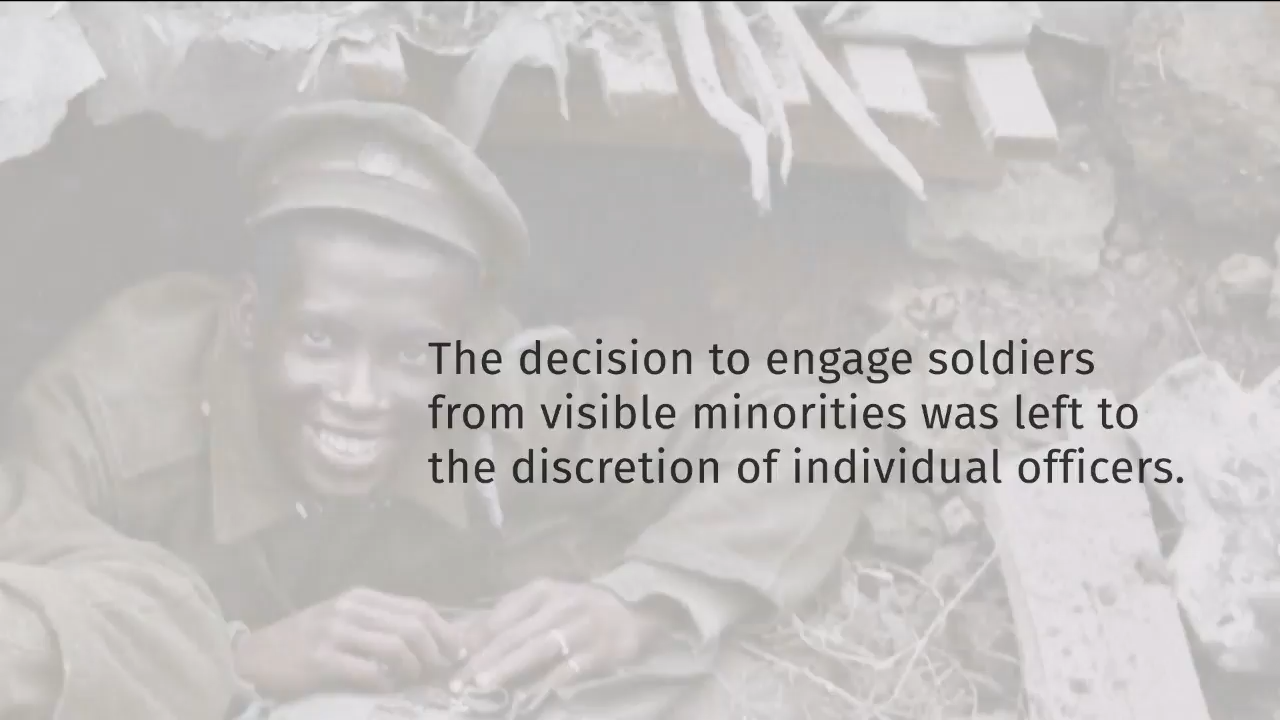 The decision to engage soldiers
from visible minorities was left to
the discretion of individual officers.